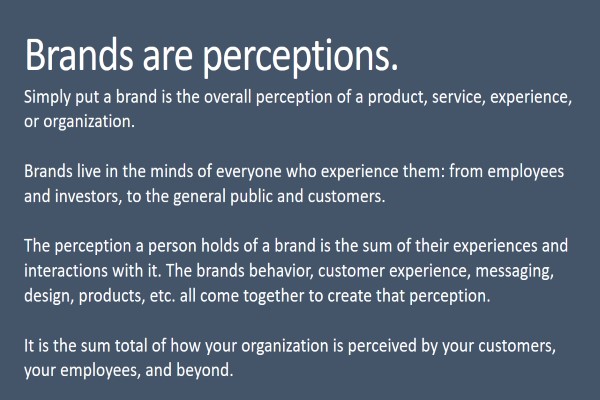 Brands are perceptions.
Simply put a brand is the overall perception of a product, service, experience,
or organization.
Brands live in the minds of everyone who experience them: from employees
and investors, to the general public and customers.
The perception a person holds of a brand is the sum of their experiences and
interactions with it. The brands behavior, customer experience, messaging,
design, products, etc. all come together to create that perception.
It is the sum total of how your organization is perceived by your customers,
your employees, and beyond.